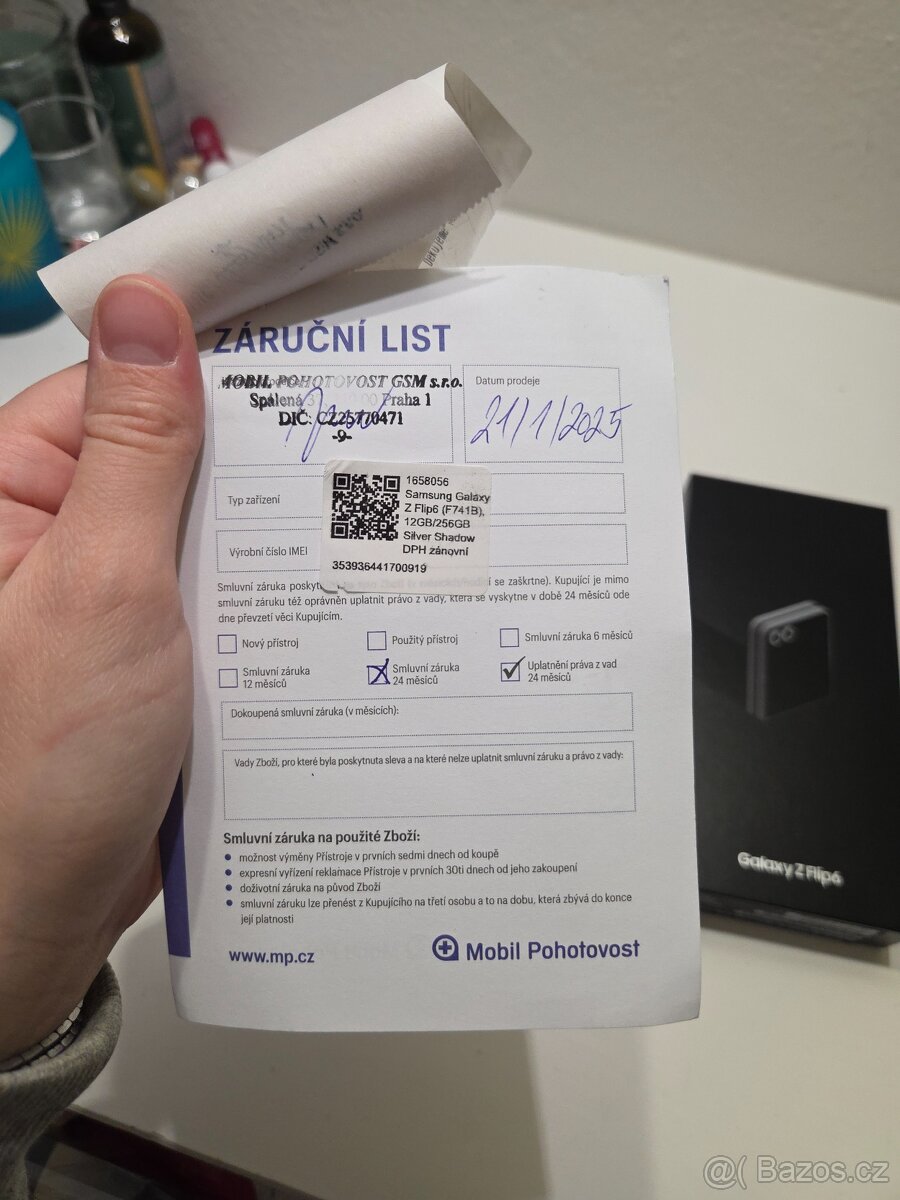 Děkujeme
ZÁRUČNÍ LIST
MOBIL POHOTOVOST GSM s.r.o.
Spálená Praha 1
DIČ: CZ25770471
-9-
Datum prodeje
21/1/2025
Typ zařízení
1658056
Samsung Galaxy
Z Flip6 (F741B),
12GB/256GB
Silver Shadow
DPH zánovní
Výrobní číslo IMEI
353936441700919
Smluvní záruka se zaškrtne). Kupující je mimo
smluvní záruku též oprávněn uplatnit právo z vady, která se vyskytne v době 24 měsíců ode
dne převzetí věci Kupujícím.
Nový přístroj
Použitý přístroj
Smluvní záruka 6 měsíců
Smluvní záruka
12 měsíců
Smluvní záruka
24 měsíců
Uplatnění práva z vad
24 měsíců
Dokoupená smluvní záruka (v měsících):
Vady Zboží, pro které byla poskytnuta sleva a na které nelze uplatnit smluvní záruku a právo z vady:
Smluvní záruka na použité Zboží:
možnost výměny Přístroje v prvních sedmi dnech od koupě
expresní vyřízení reklamace Přístroje v prvních 30ti dnech od jeho zakoupení
doživotní záruka na původ Zboží
smluvní záruku lze přenést z Kupujícího na třetí osobu a to na dobu, která zbývá do konce
její platnosti
www.mp.cz
Mobil Pohotovost
Galaxy Z Flip6
@( Bazos.cz